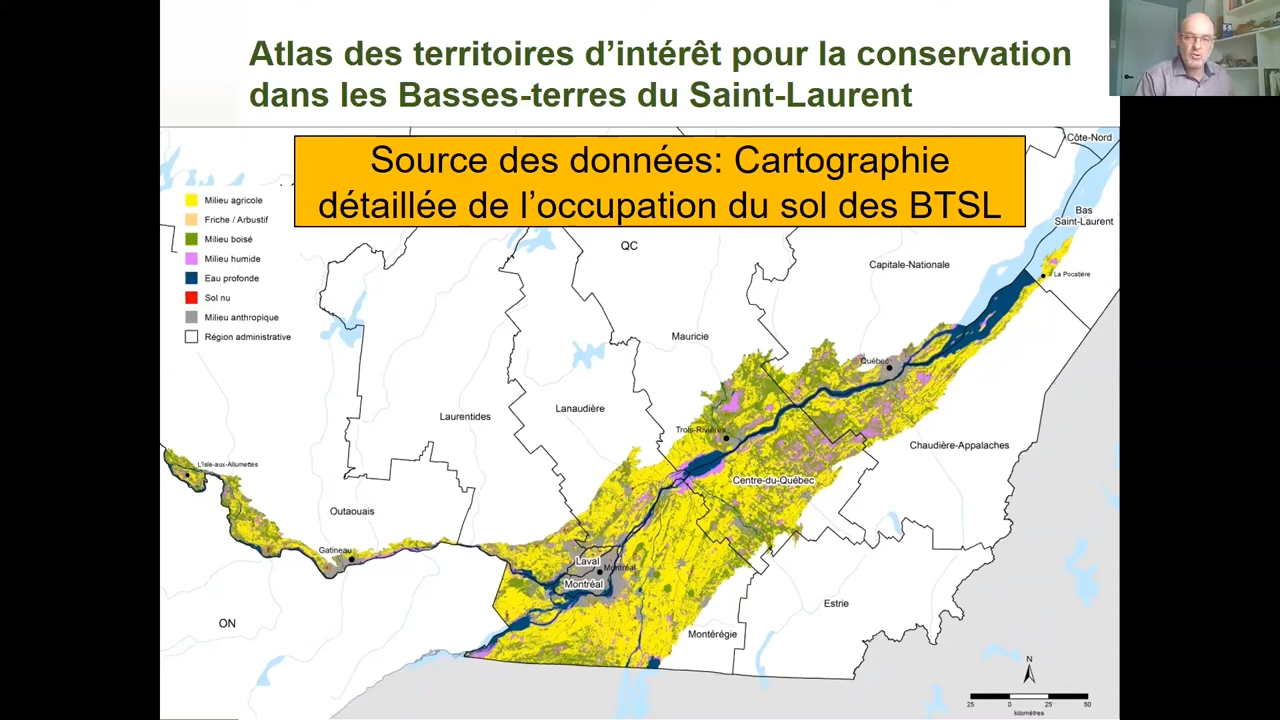 Atlas des territoires d’intérêt pour la conservation
dans les Basses-terres du Saint-Laurent
Source des données: Cartographie
détaillée de l’occupation du sol des BTSL
Milieu agricole
Friche / Arbustif
Milieu boisé
Milieu humide
Eau profonde
Sol nu
Milieu anthropique
Région administrative
Côte-Nord
Bas
Saint-Laurent
QC
Capitale-Nationale
La Pocatière
Mauricie
Québec
Laurentides
Lanaudière
Trois-Rivières
Chaudière-Appalaches
L'Isle-aux-Allumettes
Centre-du-Québec
Outaouais
Gatineau
Laval
Montréal
Montréal
Estrie
ON
Montérégie
N
25 0 25 50
kilomètres